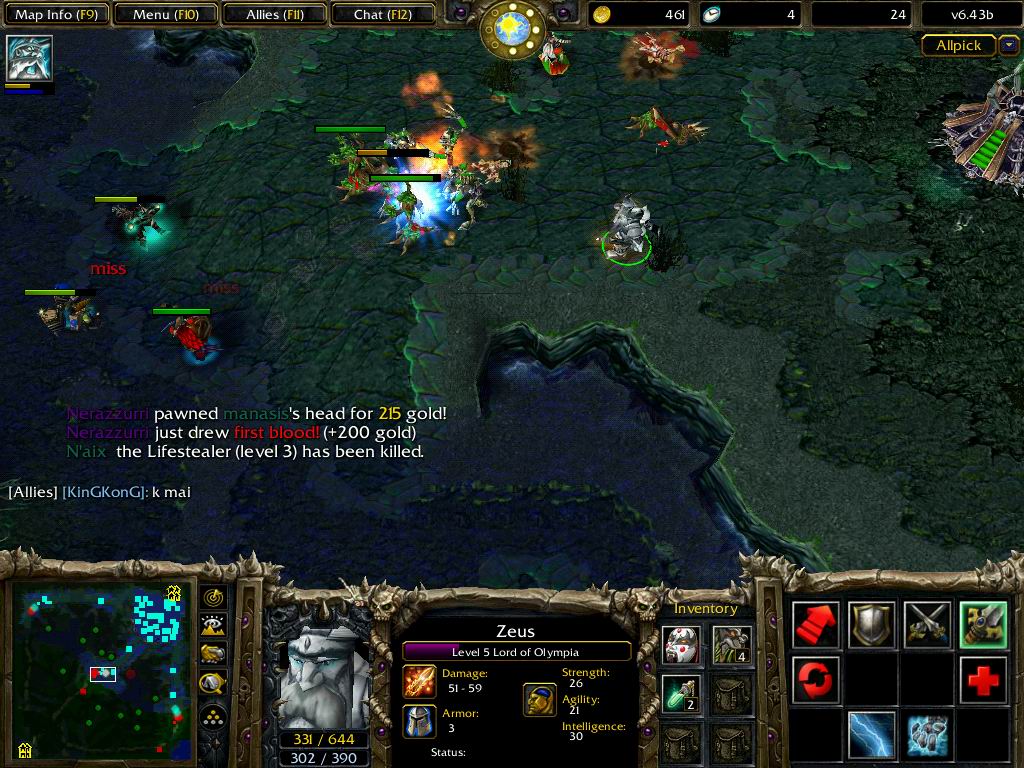 Map Info (F9)
Menu (F10)
Allies (F11)
Chat (F12)
461
4
24
v6.43b
Allpick
miss
miss
Nerazzurri pawned manasis's head for 215 gold!
Nerazzurri just drew first blood! (+200 gold)
N'aix the Lifestealer (level 3) has been killed.
[Allies] [KinGKonG]: k mai
Zeus
Level 5 Lord of Olympia
Damage:
51 - 59
Armor:
3
Strength:
26
Agility:
21
Intelligence:
30
Status:
331 / 644
302 / 390
Inventory
4
2